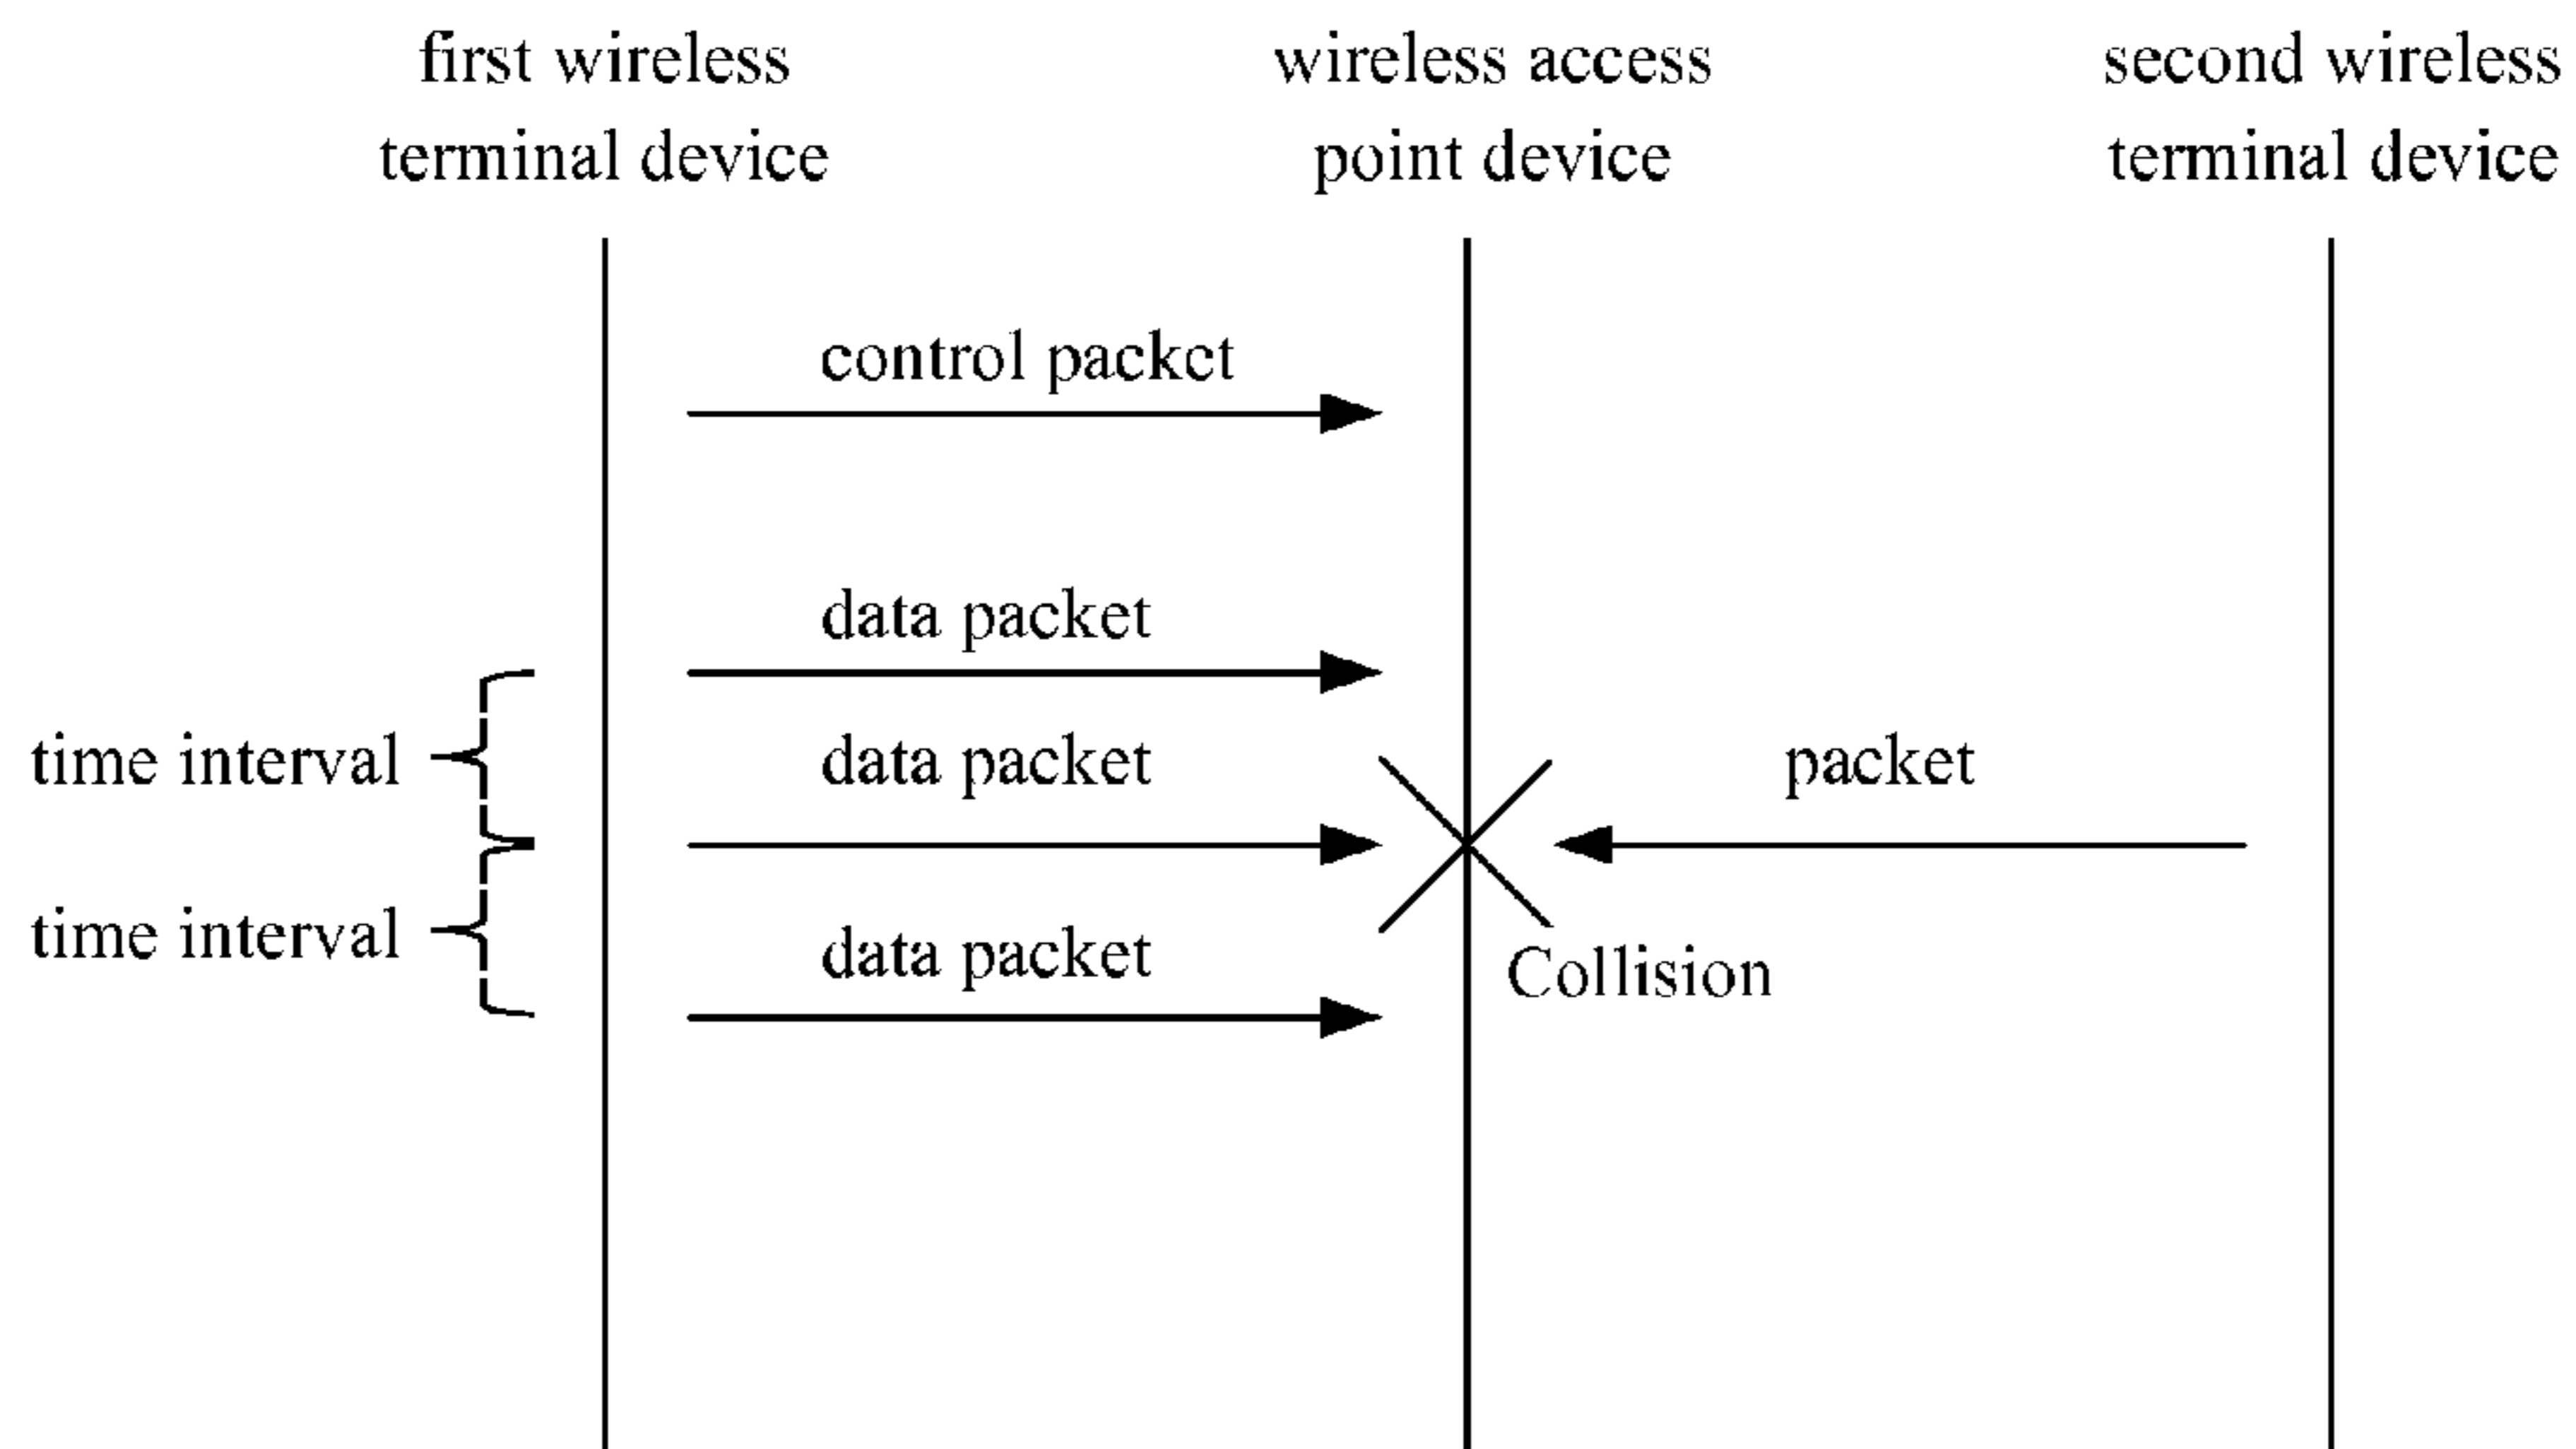 first wireless
terminal device
wireless access
point device
second wireless
terminal device
control packet
data packet
time interval
data packet
packet
time interval
data packet
Collision